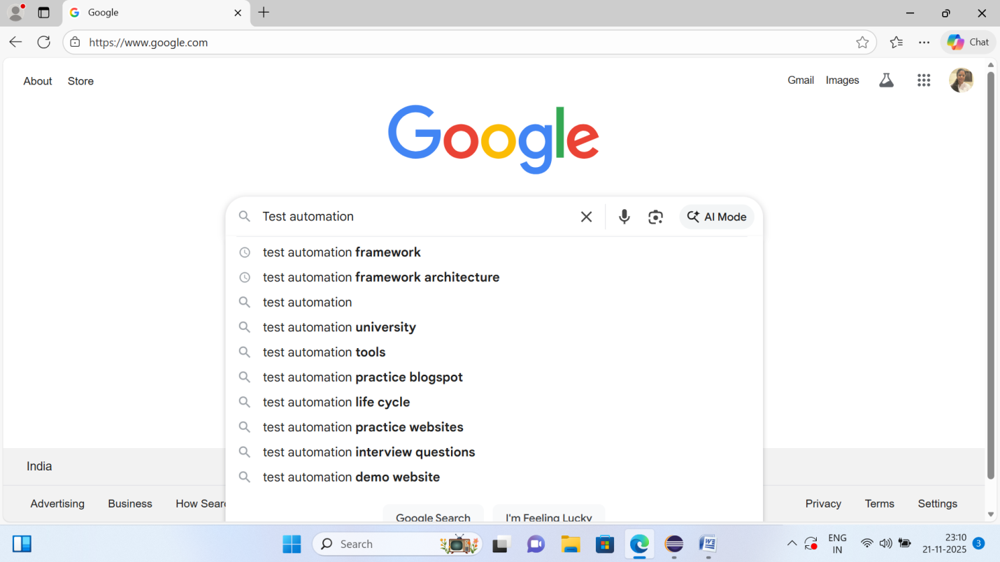 Google
https://www.google.com
Chat
About Store
Gmail Images
Google
Test automation
AI Mode
test automation framework
test automation framework architecture
test automation
test automation university
test automation tools
test automation practice blogspot
test automation life cycle
test automation practice websites
test automation interview questions
test automation demo website
Google Search I'm Feeling Lucky
India
Advertising Business How Sear
Privacy Terms Settings
Search
ENG
IN
23:10
21-11-2025
3